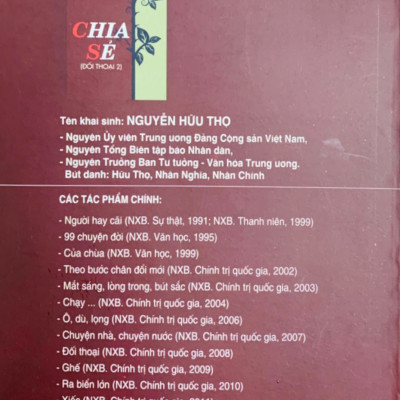 CHIA
SẺ
(ĐỐI THOẠI 2)
Tên khai sinh: NGUYỄN HỮU THỌ
- Nguyên Ủy viên Trung ương Đảng Cộng sản Việt Nam,
- Nguyên Tổng Biên tập báo Nhân dân,
- Nguyên Trưởng Ban Tư tưởng - Văn hóa Trung ương.
Bút danh: Hữu Thọ, Nhân Nghĩa, Nhân Chính
CÁC TÁC PHẨM CHÍNH:
- Người hay cãi (NXB. Sự thật, 1991; NXB. Thanh niên, 1999)
- 99 chuyện đời (NXB. Văn học, 1995)
- Của chùa (NXB. Văn học, 1999)
- Theo bước chân đổi mới (NXB. Chính trị quốc gia, 2002)
- Mắt sáng, lòng trong, bút sắc (NXB. Chính trị quốc gia, 2003)
- Chạy ... (NXB. Chính trị quốc gia, 2004)
- Ô, dù, lọng (NXB. Chính trị quốc gia, 2006)
- Chuyện nhà, chuyện nước (NXB. Chính trị quốc gia, 2007)
- Đối thoại (NXB. Chính trị quốc gia, 2008)
- Ghế (NXB. Chính trị quốc gia, 2009)
- Ra biển lớn (NXB. Chính trị quốc gia, 2010)